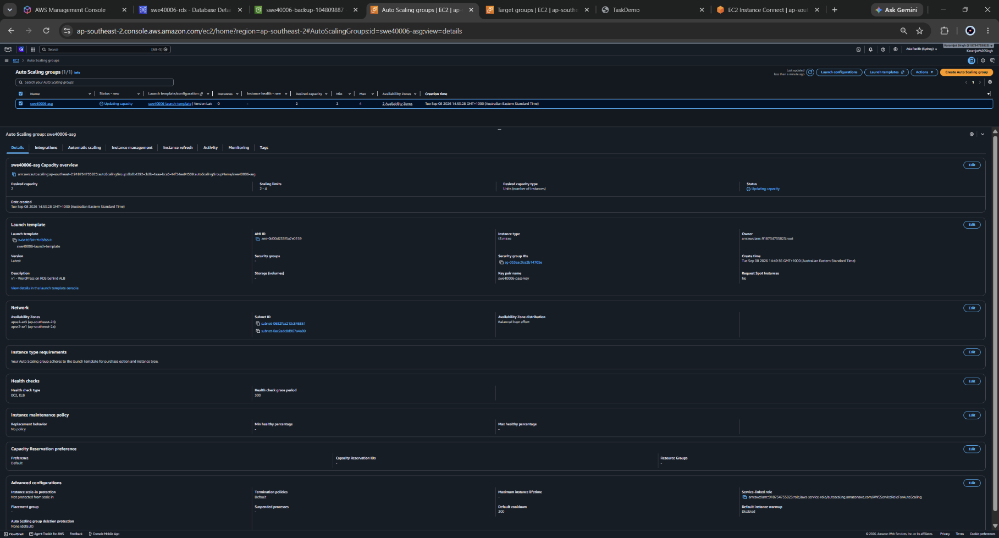 AWS Management Console
swe40006-rds - Database Detai
swe40006-backup-104809887
Auto Scaling groups | EC2 | ap-
Target groups | EC2 | ap-southe
TaskDemo
EC2 Instance Connect | ap-sout
Ask Gemini
ap-southeast-2.console.aws.amazon.com/ec2/home?region=ap-southeast-2#AutoScalingGroups:id=swe40006-asg;view=details
aws
Search
[Alt+S]
Asia Pacific (Sydney)
Karamjot Singh (918734735825)
Karamjot%20Singh
EC2
Auto Scaling groups
Auto Scaling groups (1/1) Info
Last updated
less than a minute ago
Launch configurations
Launch templates
Actions
Create Auto Scaling group
Search your Auto Scaling groups
1
Name
Status - new
Launch template/configuration
Instances
Instance health - new
Desired capacity
Min
Max
Availability Zones
Creation time
swe40006-asg
Updating capacity
swe40006-launch-template | Version Late
0
-
2
2
4
2 Availability Zones
Tue Sep 08 2026 14:53:28 GMT+1000 (Australian Eastern Standard Time)
Auto Scaling group: swe40006-asg
Details
Integrations
Automatic scaling
Instance management
Instance refresh
Activity
Monitoring
Tags
swe40006-asg Capacity overview
Edit
arn:aws:autoscaling:ap-southeast-2:918734735825:autoScalingGroup:dbdb4292-cb2b-4aaa-bca5-44f54ee94539:autoScalingGroupName/swe40006-asg
Desired capacity
2
Scaling limits
2 - 4
Desired capacity type
Units (number of instances)
Status
Updating capacity
Date created
Tue Sep 08 2026 14:53:28 GMT+1000 (Australian Eastern Standard Time)
Launch template
Edit
Launch template
lt-0420f97c7bf6f63cb
swe40006-launch-template
AMI ID
ami-0d00d233f5a7e0159
Instance type
t3.micro
Owner
arn:aws:iam::918734735825:root
Version
Latest
Security groups
-
Security group IDs
sg-053eac0ce2b14705e
Create time
Tue Sep 08 2026 14:49:36 GMT+1000 (Australian Eastern Standard Time)
Description
v1 - WordPress on RDS behind ALB
Storage (volumes)
-
Key pair name
swe40006-pass-key
Request Spot Instances
No
View details in the launch template console
Network
Edit
Availability Zones
apse2-az3 (ap-southeast-2b)
apse2-az1 (ap-southeast-2a)
Subnet ID
subnet-0682fea213c846851
subnet-0ac2adc8d967a4a80
Availability Zone distribution
Balanced best effort
Instance type requirements
Edit
Your Auto Scaling group adheres to the launch template for purchase option and instance type.
Health checks
Edit
Health check type
EC2, ELB
Health check grace period
300
Instance maintenance policy
Edit
Replacement behavior
No policy
Min healthy percentage
-
Max healthy percentage
-
Capacity Reservation preference
Edit
Preference
Default
Capacity Reservation IDs
-
Resource Groups
-
Advanced configurations
Edit
Instance scale-in protection
Not protected from scale in
Termination policies
Default
Maximum instance lifetime
-
Service-linked role
arn:aws:iam::918734735825:role/aws-service-role/autoscaling.amazonaws.com/AWSServiceRoleForAutoScaling
Placement group
-
Suspended processes
-
Default cooldown
300
Default instance warmup
Disabled
Auto Scaling group deletion protection
None (default)
CloudShell
Agent Toolkit for AWS
Feedback
Console Mobile App
© 2026, Amazon Web Services, Inc. or its affiliates.
Privacy
Terms
Cookie preferences